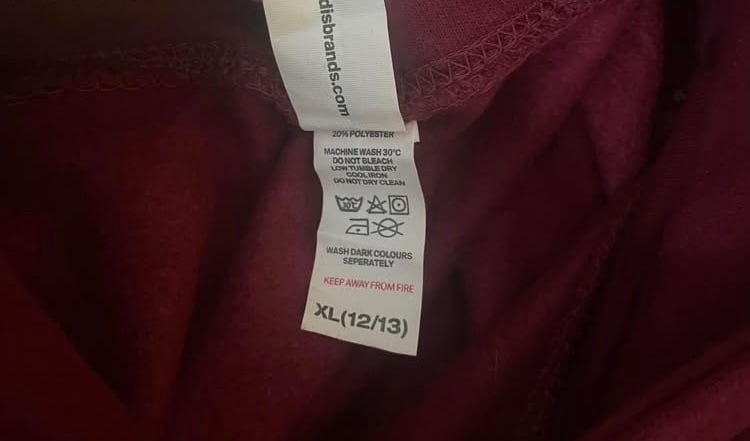 disbrands.com
20% POLYESTER
MACHINE WASH 30°C
DO NOT BLEACH
LOW TUMBLE DRY
COOL IRON
DO NOT DRY CLEAN
30°C
WASH DARK COLOURS
SEPERATELY
KEEP AWAY FROM FIRE
XL(12/13)